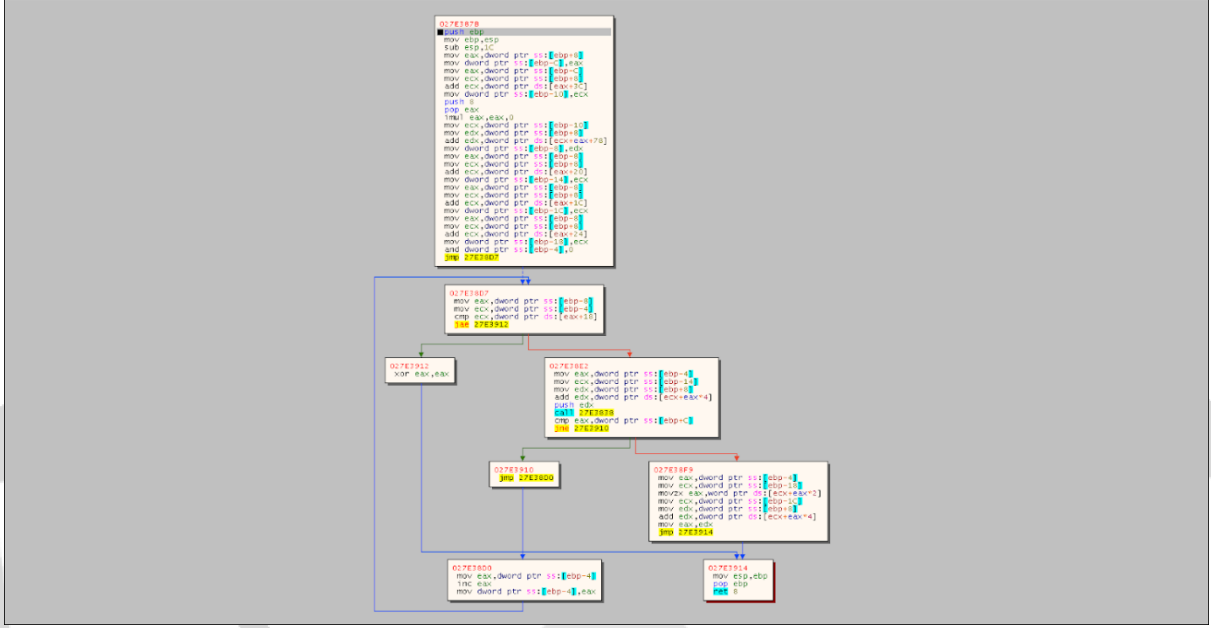 027E3878
push ebp
mov ebp,esp
sub esp,1C
mov eax,dword ptr ss:[ebp+8]
mov dword ptr ss:[ebp-C],eax
mov eax,dword ptr ss:[ebp-C]
mov ecx,dword ptr ss:[ebp+8]
add ecx,dword ptr ds:[eax+3C]
mov dword ptr ss:[ebp-10],ecx
push 8
pop eax
imul eax,eax,0
mov ecx,dword ptr ss:[ebp-10]
mov edx,dword ptr ss:[ebp+8]
add edx,dword ptr ds:[ecx+eax+78]
mov dword ptr ss:[ebp-8],edx
mov eax,dword ptr ss:[ebp-8]
mov ecx,dword ptr ss:[ebp+8]
add ecx,dword ptr ds:[eax+20]
mov dword ptr ss:[ebp-14],ecx
mov eax,dword ptr ss:[ebp-8]
mov ecx,dword ptr ss:[ebp+8]
add ecx,dword ptr ds:[eax+1C]
mov dword ptr ss:[ebp-1C],ecx
mov eax,dword ptr ss:[ebp-8]
mov ecx,dword ptr ss:[ebp+8]
add ecx,dword ptr ds:[eax+24]
mov dword ptr ss:[ebp-18],ecx
and dword ptr ss:[ebp-4],0
jmp 27E38D7
027E38D7
mov eax,dword ptr ss:[ebp-8]
mov ecx,dword ptr ss:[ebp-4]
cmp ecx,dword ptr ds:[eax+18]
jae 27E3912
027E3912
xor eax,eax
027E38E2
mov eax,dword ptr ss:[ebp-4]
mov ecx,dword ptr ss:[ebp-14]
mov edx,dword ptr ss:[ebp+8]
add edx,dword ptr ds:[ecx+eax*4]
push edx
call 27E3838
cmp eax,dword ptr ss:[ebp+C]
jne 27E3910
027E3910
jmp 27E38D0
027E38F9
mov eax,dword ptr ss:[ebp-4]
mov ecx,dword ptr ss:[ebp-18]
movzx eax,word ptr ds:[ecx+eax*2]
mov ecx,dword ptr ss:[ebp-1C]
mov edx,dword ptr ss:[ebp+8]
add edx,dword ptr ds:[ecx+eax*4]
mov eax,edx
jmp 27E3914
027E38D0
mov eax,dword ptr ss:[ebp-4]
inc eax
mov dword ptr ss:[ebp-4],eax
027E3914
mov esp,ebp
pop ebp
ret 8